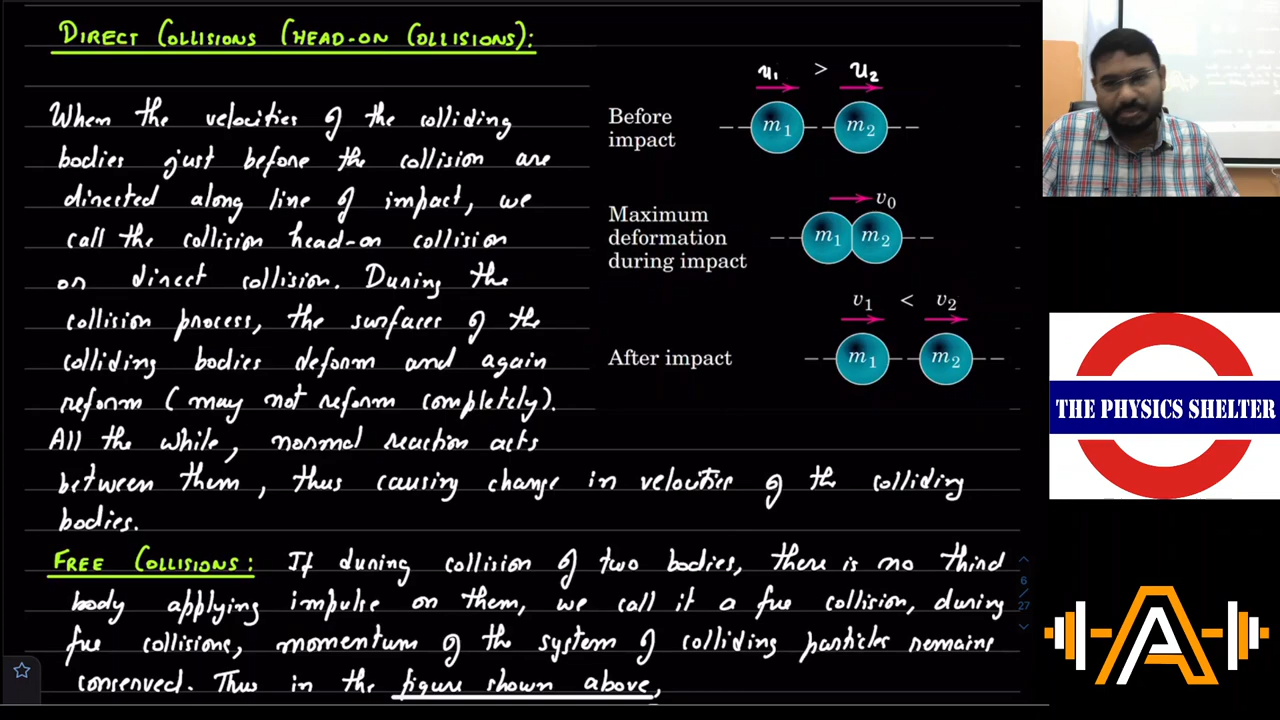 DIRECT COLLISIONS (HEAD-ON COLLISIONS):
u₁ > u₂
Before impact
m₁ m₂
When the velocities of the colliding
bodies just before the collision are
directed along line of impact, we
call the collision head-on collision
or direct collision. During the
collision process, the surfaces of the
colliding bodies deform and again
reform (may not reform completely).
All the while, normal reaction acts
between them, thus causing change in velocities of the colliding
bodies.
v₀
Maximum
deformation
during impact
m₁ m₂
v₁ < v₂
After impact
m₁ m₂
FREE COLLISIONS: If during collision of two bodies, there is no third
body applying impulse on them, we call it a free collision, during
free collisions, momentum of the system of colliding particles remains
conserved. Thus in the figure shown above,
6
/
27
THE PHYSICS SHELTER